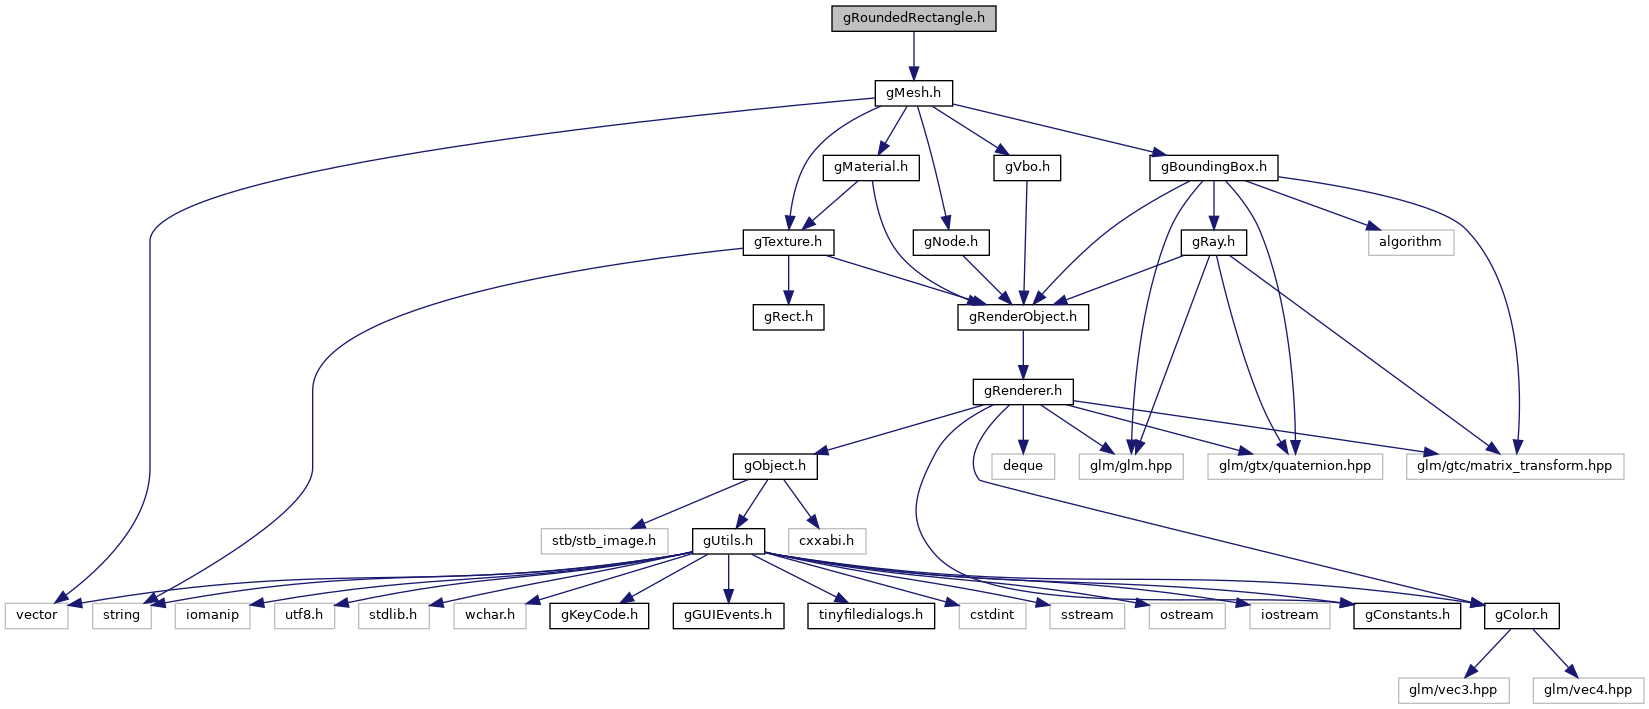 gRoundedRectangle.h
gMesh.h
gMaterial.h
gVbo.h
gBoundingBox.h
gTexture.h
gNode.h
gRay.h
algorithm
gRect.h
gRenderObject.h
gRenderer.h
gObject.h
deque
glm/glm.hpp
glm/gtx/quaternion.hpp
glm/gtc/matrix_transform.hpp
stb/stb_image.h
gUtils.h
cxxabi.h
vector
string
iomanip
utf8.h
stdlib.h
wchar.h
gKeyCode.h
gGUIEvents.h
tinyfiledialogs.h
cstdint
sstream
ostream
iostream
gConstants.h
gColor.h
glm/vec3.hpp
glm/vec4.hpp